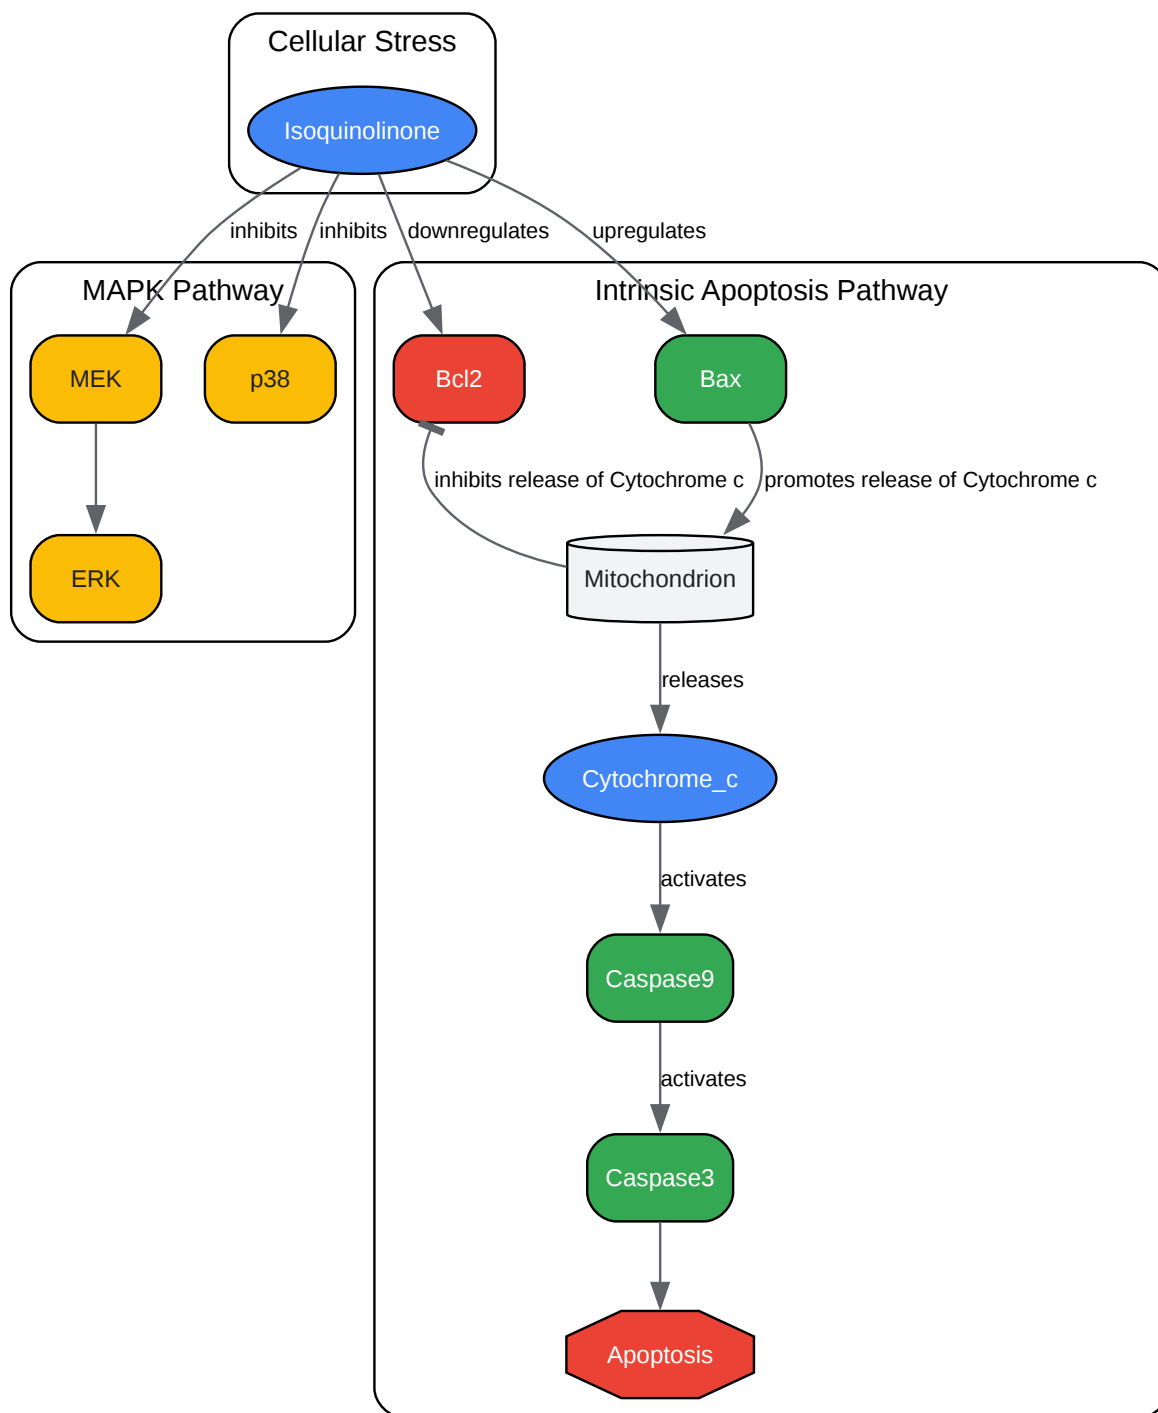 Cellular Stress
Isoquinolinone
inhibits
inhibits
downregulates
upregulates
MAPK Pathway
Intrinsic Apoptosis Pathway
MEK
p38
Bcl2
Bax
inhibits release of Cytochrome c
promotes release of Cytochrome c
ERK
Mitochondrion
releases
Cytochrome_c
activates
Caspase9
activates
Caspase3
Apoptosis